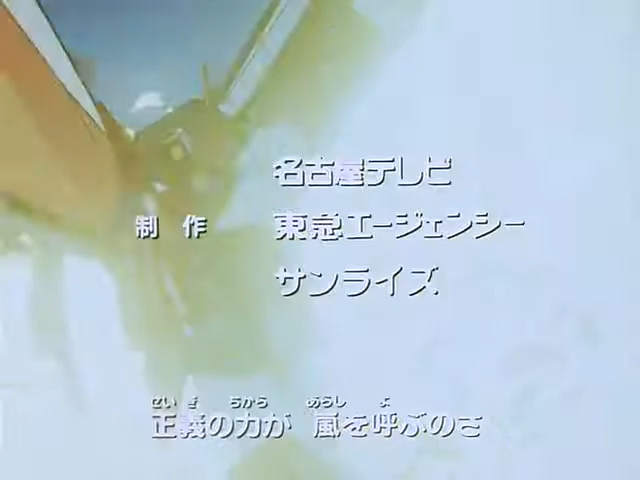 名古屋テレビ
制作 東急エージェンシー
サンライズ
せいぎ ちから あらし よ
正義の力が 嵐を呼ぶのさ